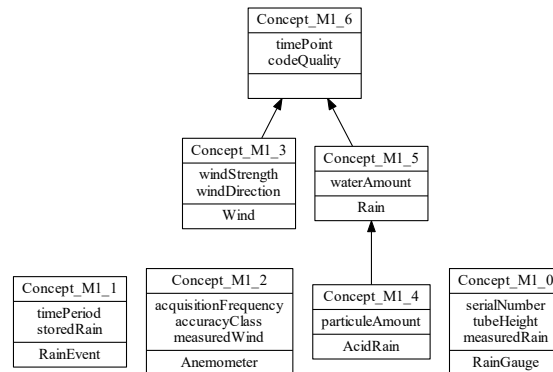 Concept_M1_6
timePoint
codeQuality
Concept_M1_3
windStrength
windDirection
Wind
Concept_M1_5
waterAmount
Rain
Concept_M1_1
timePeriod
storedRain
RainEvent
Concept_M1_2
acquisitionFrequency
accuracyClass
measuredWind
Anemometer
Concept_M1_4
particuleAmount
AcidRain
Concept_M1_0
serialNumber
tubeHeight
measuredRain
RainGauge